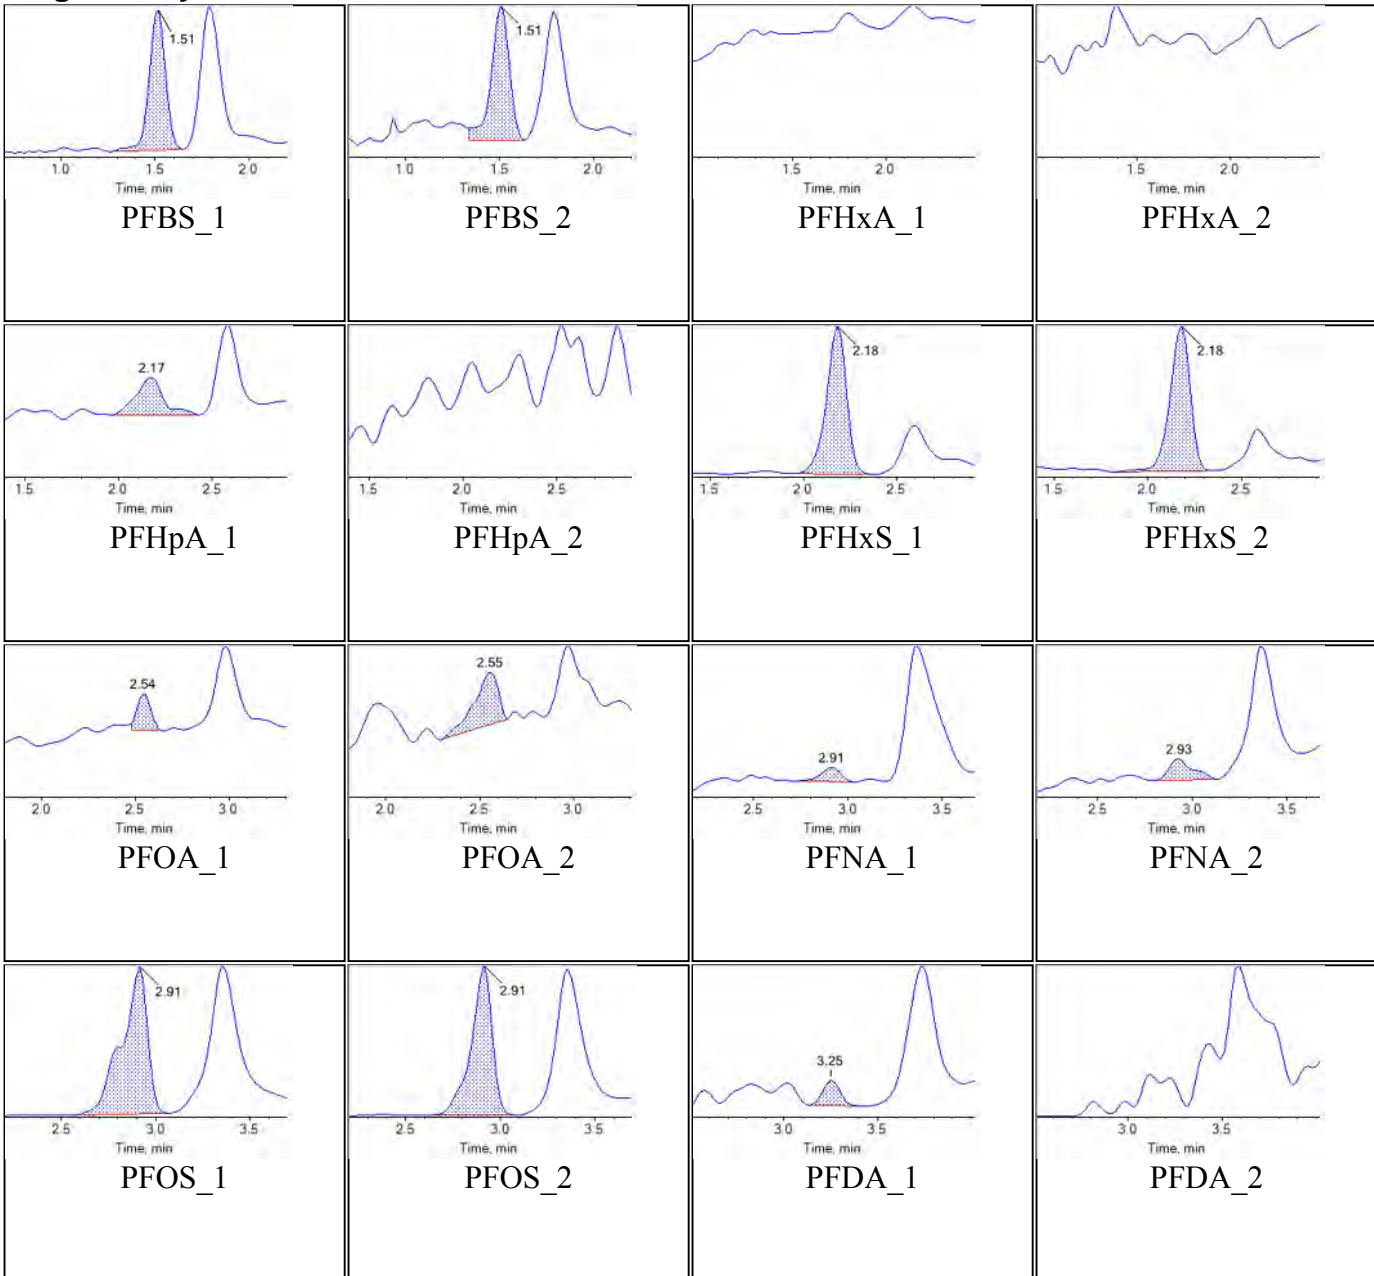 1.51
1.0 1.5 2.0
Time, min
PFBS_1
1.51
1.0 1.5 2.0
Time, min
PFBS_2
1.5 2.0
Time, min
PFHxA_1
1.5 2.0
Time, min
PFHxA_2
2.17
1.5 2.0 2.5
Time, min
PFHpA_1
1.5 2.0 2.5
Time, min
PFHpA_2
2.18
1.5 2.0 2.5
Time, min
PFHxS_1
2.18
1.5 2.0 2.5
Time, min
PFHxS_2
2.54
2.0 2.5 3.0
Time, min
PFOA_1
2.55
2.0 2.5 3.0
Time, min
PFOA_2
2.91
2.5 3.0 3.5
Time, min
PFNA_1
2.93
2.5 3.0 3.5
Time, min
PFNA_2
2.91
2.5 3.0 3.5
Time, min
PFOS_1
2.91
2.5 3.0 3.5
Time, min
PFOS_2
3.25
3.0 3.5
Time, min
PFDA_1
3.0 3.5
Time, min
PFDA_2